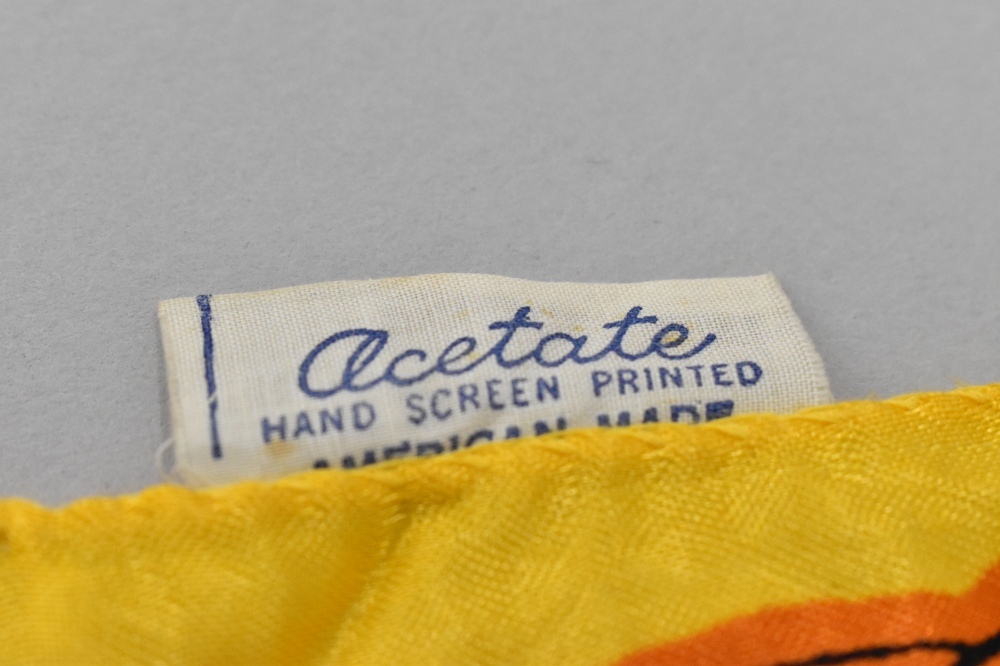 Acetate
HAND SCREEN PRINTED
AMERICAN MADE